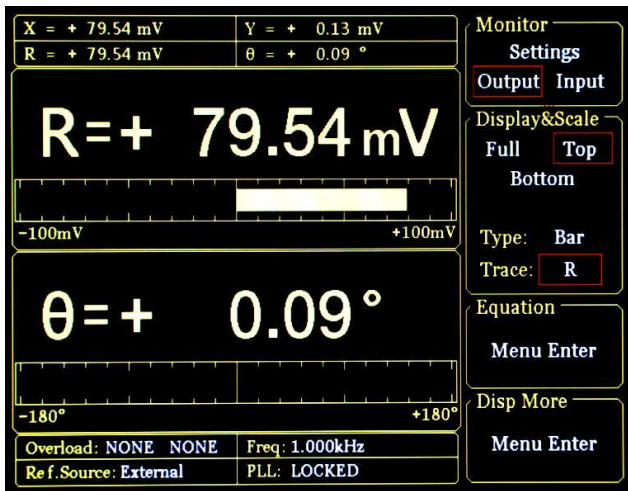 X = + 79.54 mV
Y = + 0.13 mV
R = + 79.54 mV
θ = + 0.09 °
R=+ 79.54 mV
-100mV
+100mV
θ=+ 0.09°
-180°
+180°
Overload: NONE NONE
Freq: 1.000kHz
Ref.Source: External
PLL: LOCKED
Monitor
Settings
Output Input
Display&Scale
Full Top
Bottom
Type: Bar
Trace: R
Equation
Menu Enter
Disp More
Menu Enter